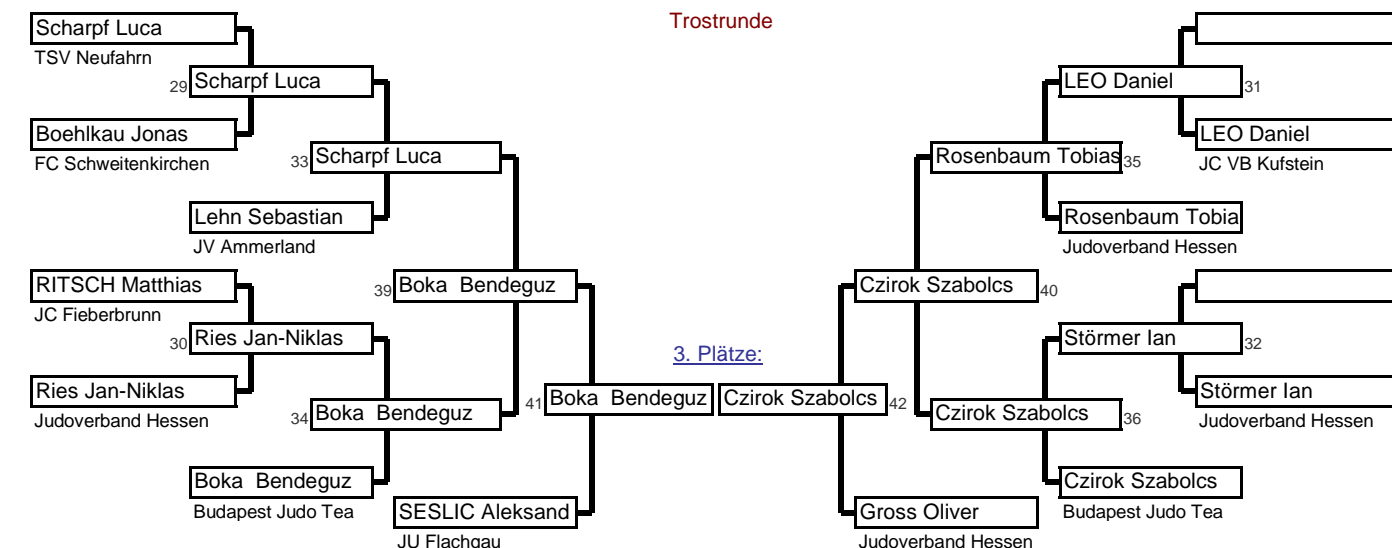 Trostrunde
Scharpf Luca
TSV Neufahrn
29 Scharpf Luca
Boehlkau Jonas
FC Schweitenkirchen
33 Scharpf Luca
Lehn Sebastian
JV Ammerland
RITSCH Matthias
JC Fieberbrunn
39 Boka Bendeguz
30 Ries Jan-Niklas
Ries Jan-Niklas
Judoverband Hessen
34 Boka Bendeguz
Boka Bendeguz
Budapest Judo Tea
SESLIC Aleksand
JU Flachgau
3. Plätze:
41 Boka Bendeguz
Czirok Szabolcs 42
LEO Daniel 31
LEO Daniel
JC VB Kufstein
Rosenbaum Tobias 35
Rosenbaum Tobia
Judoverband Hessen
Czirok Szabolcs 40
Störmer Ian 32
Störmer Ian
Judoverband Hessen
Czirok Szabolcs 36
Czirok Szabolcs
Budapest Judo Tea
Gross Oliver
Judoverband Hessen